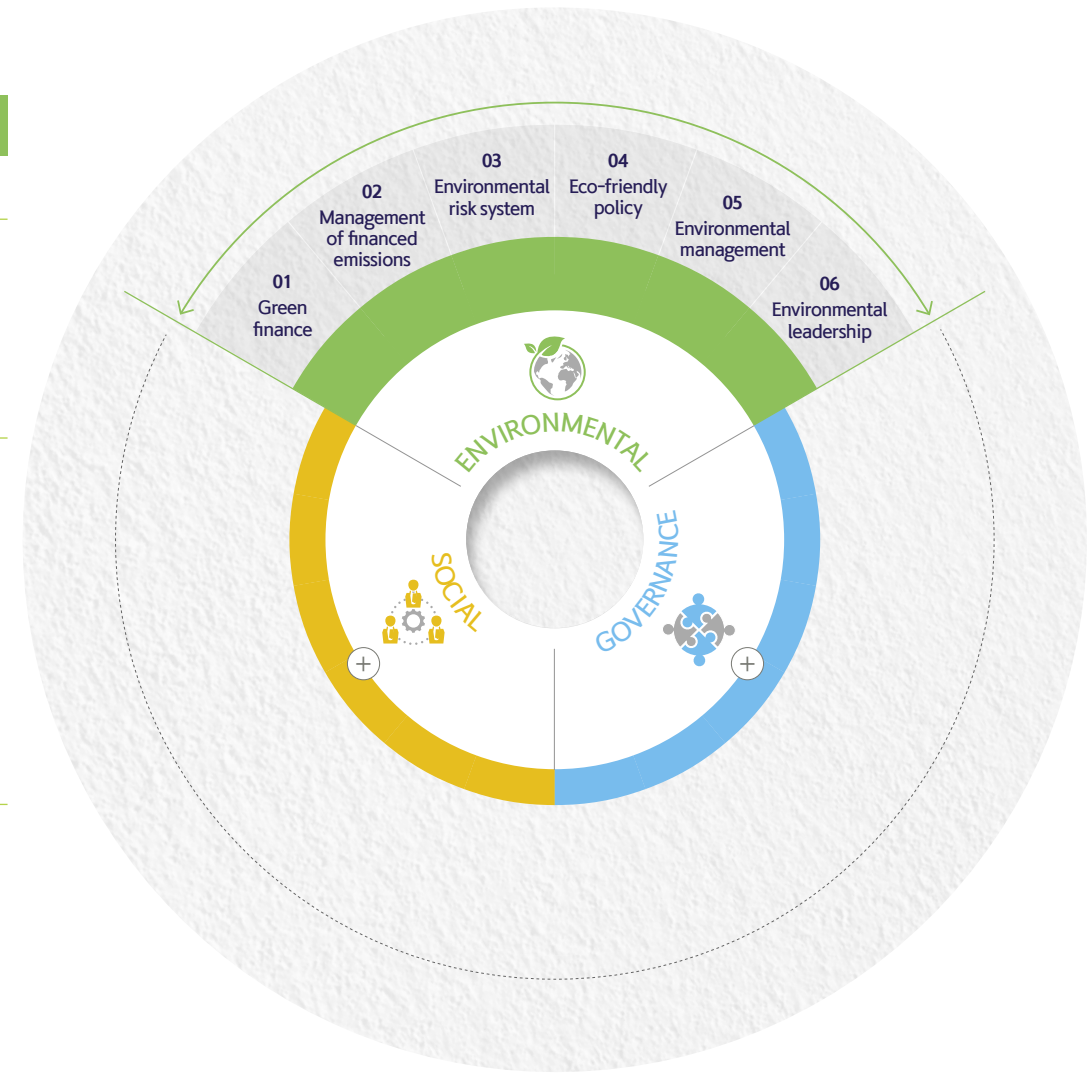 01
Green
finance
02
Management
of financed
emissions
03
Environmental
risk system
04
Eco-friendly
policy
05
Environmental
management
06
Environmental
leadership
ENVIRONMENTAL
SOCIAL
GOVERNANCE